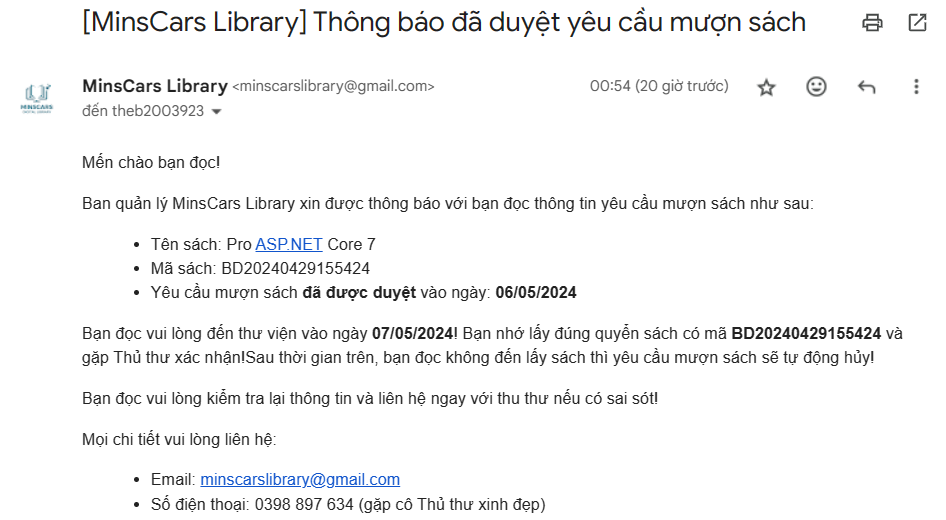 [MinsCars Library] Thông báo đã duyệt yêu cầu mượn sách
MinsCars Library <minscarslibrary@gmail.com>
00:54 (20 giờ trước)
MINSCARS
DIGITAL LIBRARY
đến theb2003923
Mến chào bạn đọc!
Ban quản lý MinsCars Library xin được thông báo với bạn đọc thông tin yêu cầu mượn sách như sau:
• Tên sách: Pro ASP.NET Core 7
• Mã sách: BD20240429155424
• Yêu cầu mượn sách đã được duyệt vào ngày: 06/05/2024
Bạn đọc vui lòng đến thư viện vào ngày 07/05/2024! Bạn nhớ lấy đúng quyển sách có mã BD20240429155424 và
gặp Thủ thư xác nhận!Sau thời gian trên, bạn đọc không đến lấy sách thì yêu cầu mượn sách sẽ tự động hủy!
Bạn đọc vui lòng kiểm tra lại thông tin và liên hệ ngay với thu thư nếu có sai sót!
Mọi chi tiết vui lòng liên hệ:
• Email: minscarslibrary@gmail.com
• Số điện thoại: 0398 897 634 (gặp cô Thủ thư xinh đẹp)